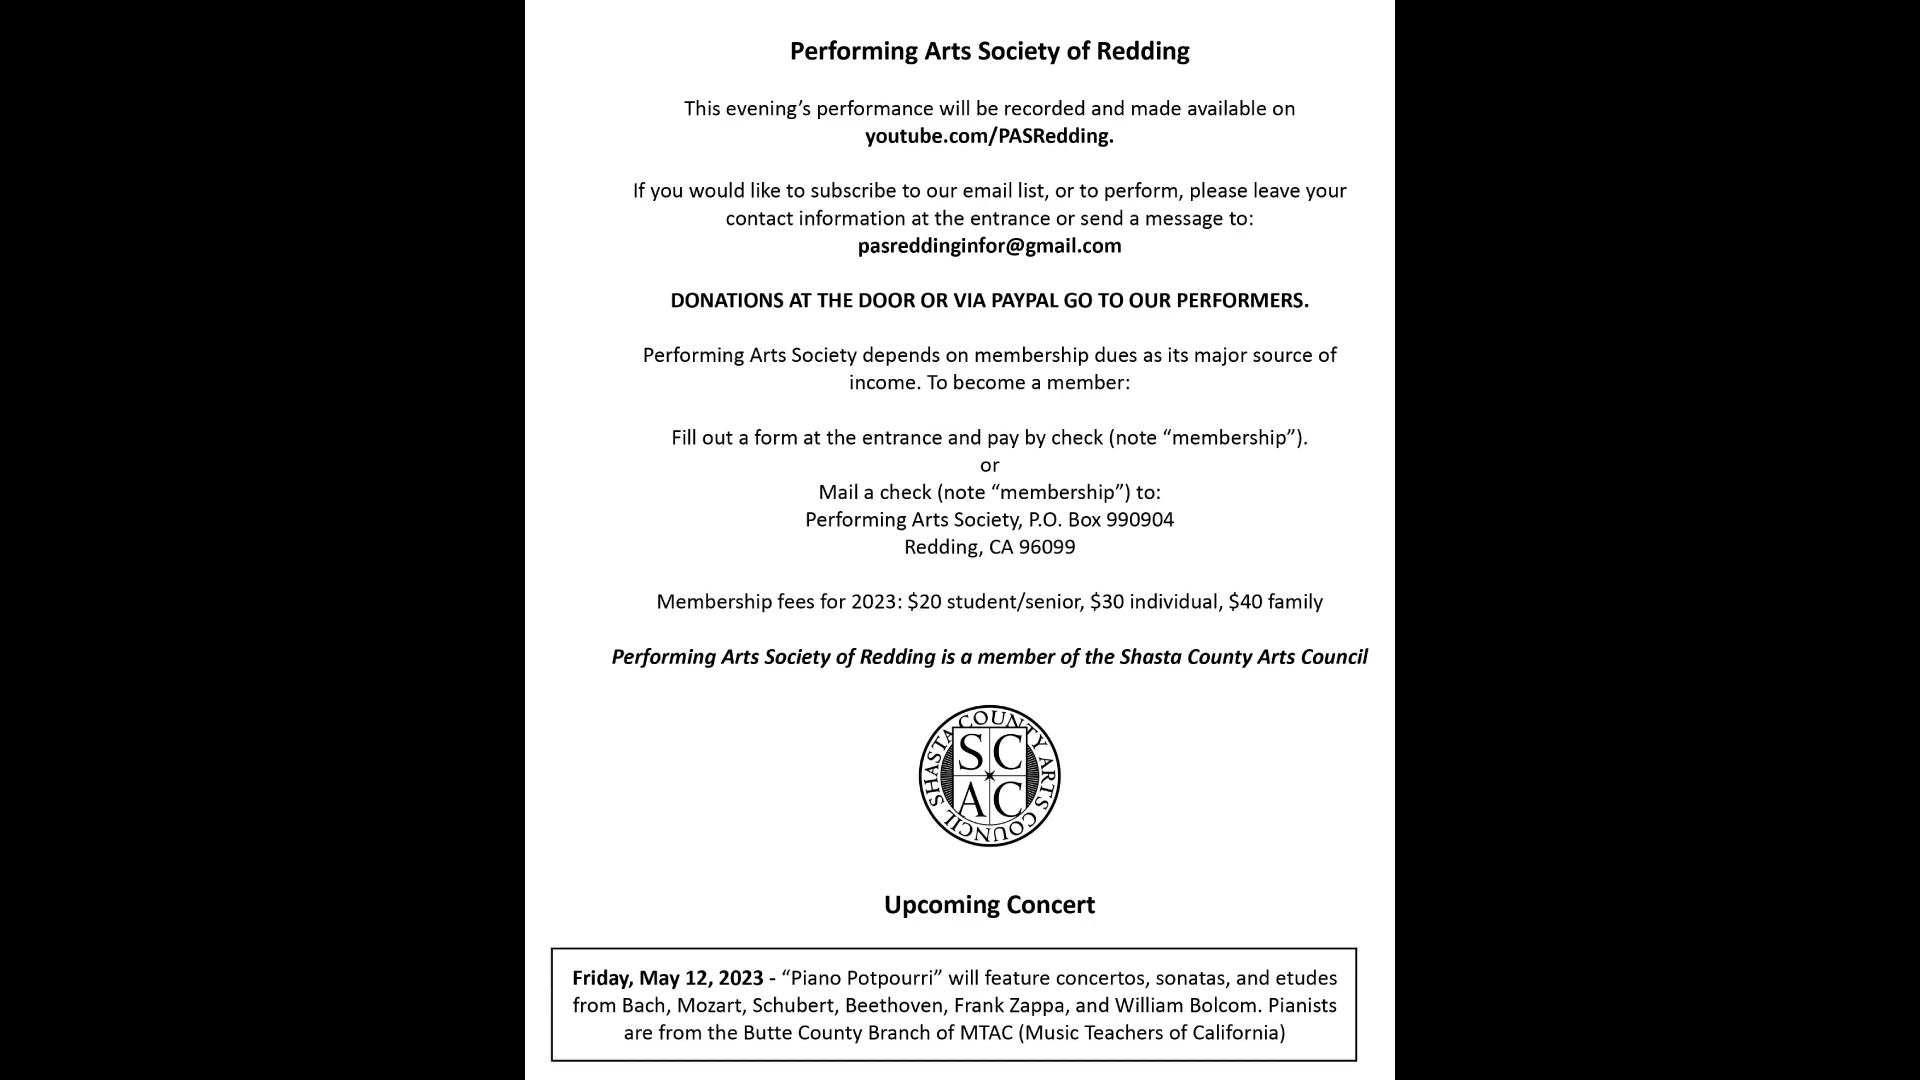 Performing Arts Society of Redding
This evening’s performance will be recorded and made available on
youtube.com/PASRedding.
If you would like to subscribe to our email list, or to perform, please leave your
contact information at the entrance or send a message to:
pasreddinginfor@gmail.com
DONATIONS AT THE DOOR OR VIA PAYPAL GO TO OUR PERFORMERS.
Performing Arts Society depends on membership dues as its major source of
income. To become a member:
Fill out a form at the entrance and pay by check (note “membership”).
or
Mail a check (note “membership”) to:
Performing Arts Society, P.O. Box 990904
Redding, CA 96099
Membership fees for 2023: $20 student/senior, $30 individual, $40 family
Performing Arts Society of Redding is a member of the Shasta County Arts Council
SHASTA COUNTY ARTS COUNCIL
SC
AC
Upcoming Concert
Friday, May 12, 2023 - “Piano Potpourri” will feature concertos, sonatas, and etudes
from Bach, Mozart, Schubert, Beethoven, Frank Zappa, and William Bolcom. Pianists
are from the Butte County Branch of MTAC (Music Teachers of California)